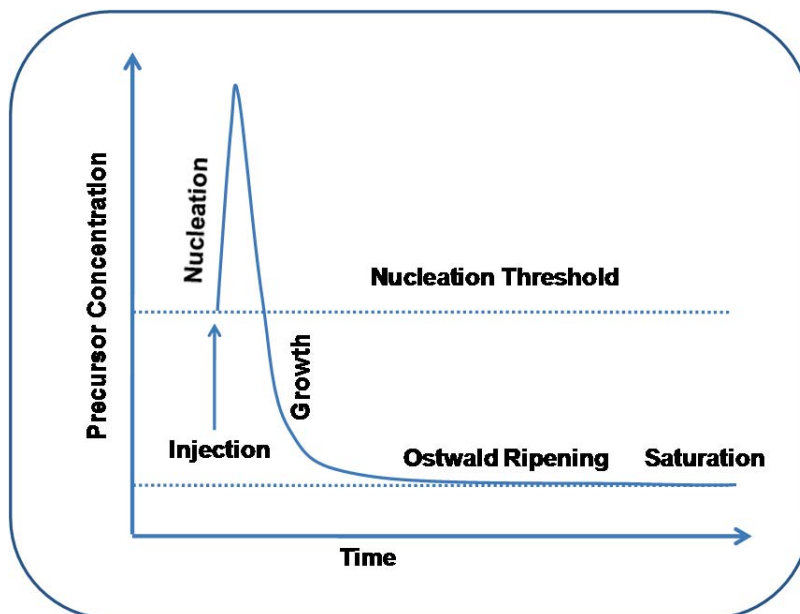 Precursor Concentration
Nucleation
Nucleation Threshold
Growth
Injection
Ostwald Ripening
Saturation
Time